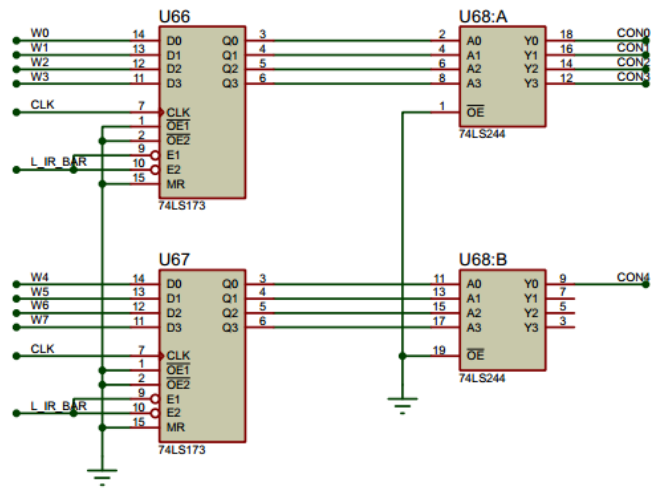 U66
U68:A
W0 14 D0 Q0 3 2 A0 Y0 18 CON0
W1 13 D1 Q1 4 4 A1 Y1 16 CON1
W2 12 D2 Q2 5 6 A2 Y2 14 CON2
W3 11 D3 Q3 6 8 A3 Y3 12 CON3
CLK 7 CLK 1 OE
1 OE1
74LS244
2 OE2
9 E1
L_IR_BAR 10 E2
15 MR
74LS173
U67
U68:B
W4 14 D0 Q0 3 11 A0 Y0 9 CON4
W5 13 D1 Q1 4 13 A1 Y1 7
W6 12 D2 Q2 5 15 A2 Y2 5
W7 11 D3 Q3 6 17 A3 Y3 3
CLK 7 CLK 19 OE
1 OE1
74LS244
2 OE2
9 E1
L_IR_BAR 10 E2
15 MR
74LS173